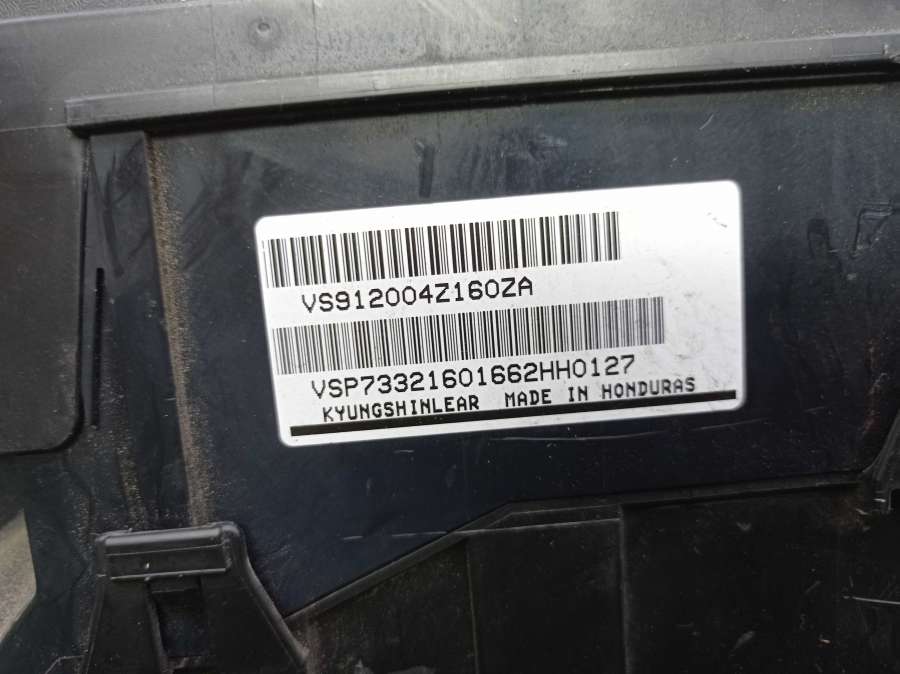 VS912004Z160ZA
VSP73321601662HH0127
KYUNGSHINLEAR MADE IN HONDURAS